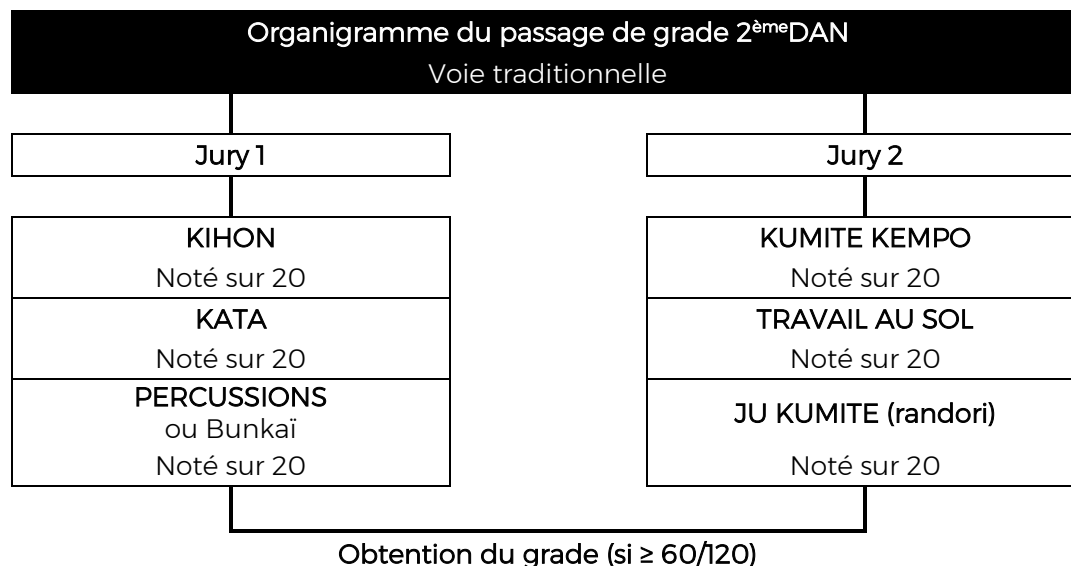 Organigramme du passage de grade 2èmeDAN
Voie traditionnelle
Jury 1
KIHON
Noté sur 20
KATA
Noté sur 20
PERCUSSIONS
ou Bunkaï
Noté sur 20
Jury 2
KUMITE KEMPO
Noté sur 20
TRAVAIL AU SOL
Noté sur 20
JU KUMITE (randori)
Noté sur 20
Obtention du grade (si ≥ 60/120)